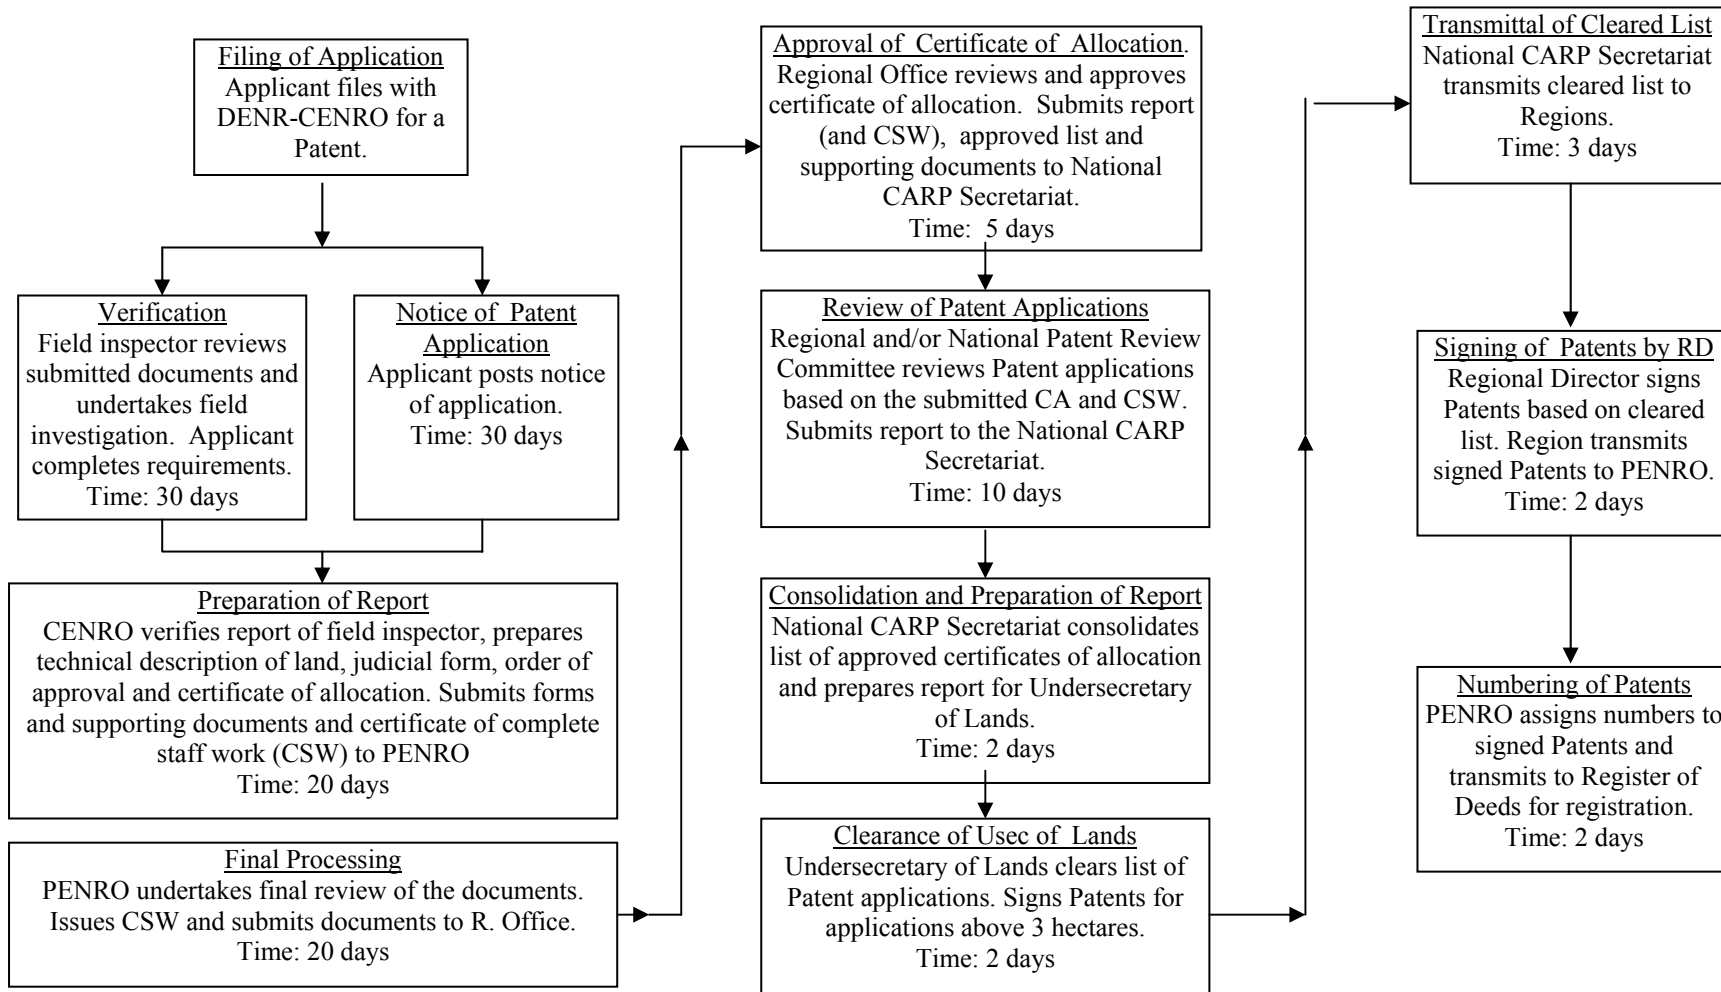 Filing of Application
Applicant files with
DENR-CENRO for a
Patent.
Verification
Field inspector reviews
submitted documents and
undertakes field
investigation. Applicant
completes requirements.
Time: 30 days
Notice of Patent
Application
Applicant posts notice
of application.
Time: 30 days
Preparation of Report
CENRO verifies report of field inspector, prepares
technical description of land, judicial form, order of
approval and certificate of allocation. Submits forms
and supporting documents and certificate of complete
staff work (CSW) to PENRO
Time: 20 days
Final Processing
PENRO undertakes final review of the documents.
Issues CSW and submits documents to R. Office.
Time: 20 days
Approval of Certificate of Allocation.
Regional Office reviews and approves
certificate of allocation. Submits report
(and CSW), approved list and
supporting documents to National
CARP Secretariat.
Time: 5 days
Review of Patent Applications
Regional and/or National Patent Review
Committee reviews Patent applications
based on the submitted CA and CSW.
Submits report to the National CARP
Secretariat.
Time: 10 days
Consolidation and Preparation of Report
National CARP Secretariat consolidates
list of approved certificates of allocation
and prepares report for Undersecretary
of Lands.
Time: 2 days
Clearance of Usec of Lands
Undersecretary of Lands clears list of
Patent applications. Signs Patents for
applications above 3 hectares.
Time: 2 days
Transmittal of Cleared List
National CARP Secretariat
transmits cleared list to
Regions.
Time: 3 days
Signing of Patents by RD
Regional Director signs
Patents based on cleared
list. Region transmits
signed Patents to PENRO.
Time: 2 days
Numbering of Patents
PENRO assigns numbers to
signed Patents and
transmits to Register of
Deeds for registration.
Time: 2 days